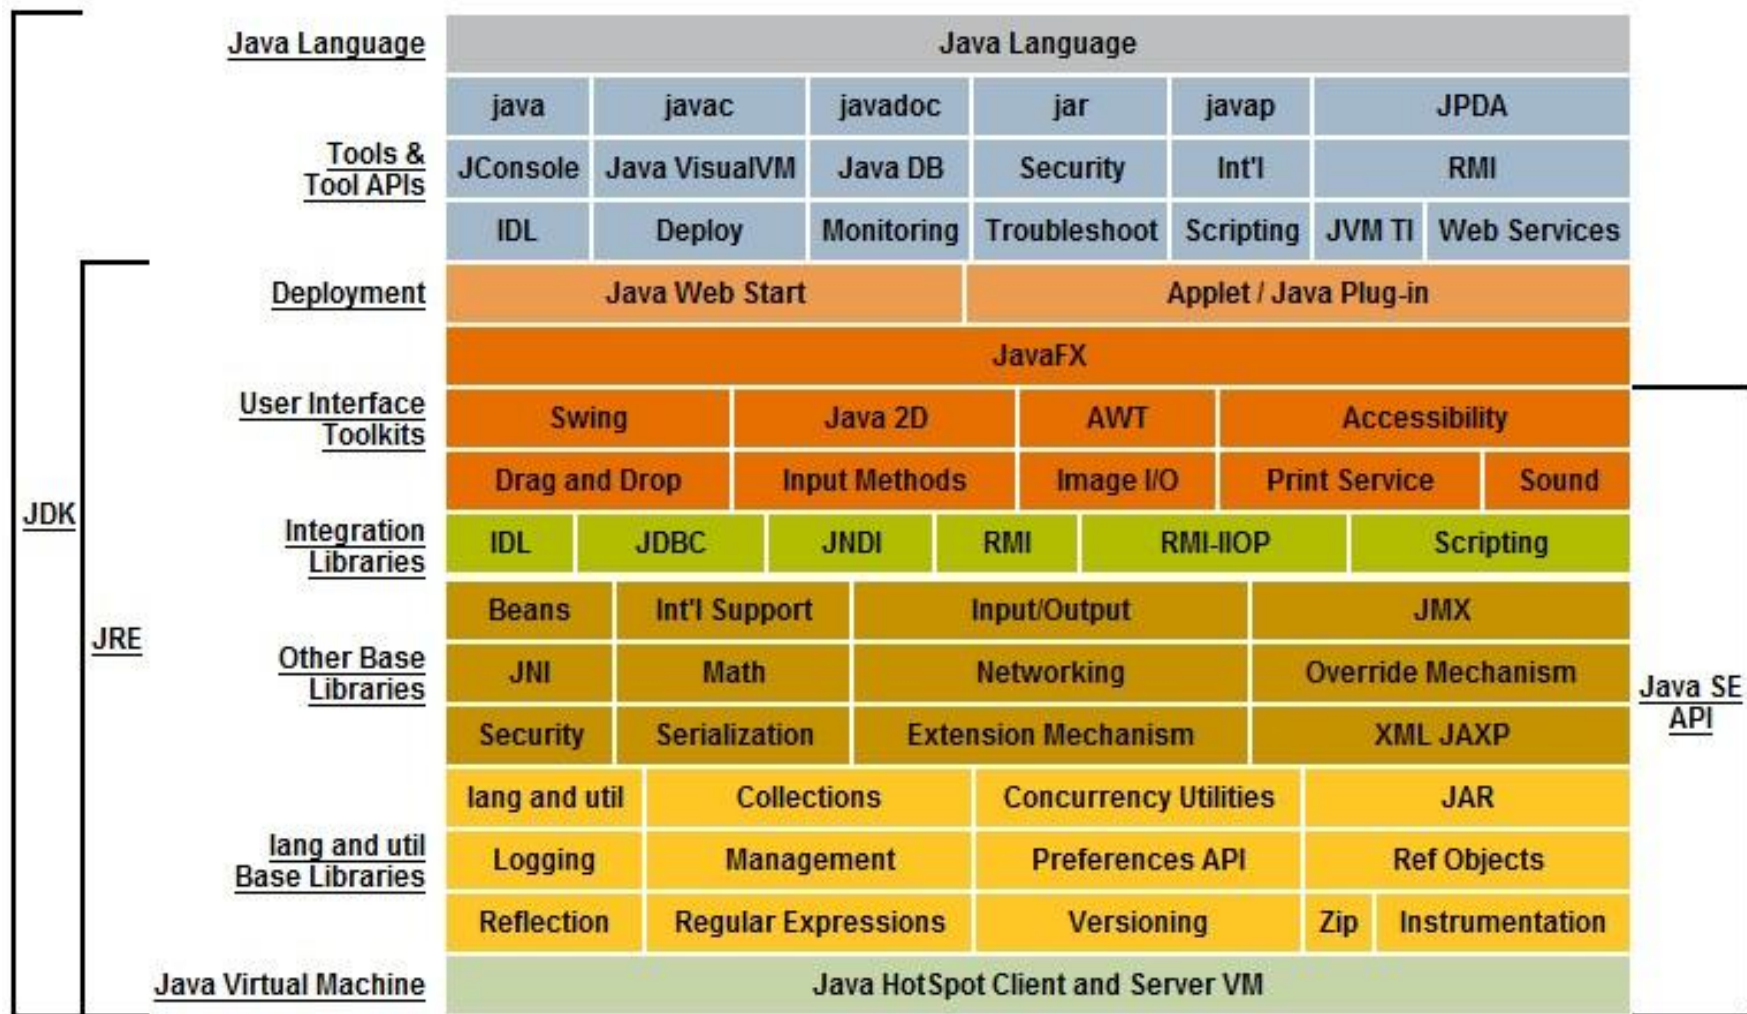 Java Language
Java Language
java javac javadoc jar javap JPDA
Tools &
Tool APIs
JConsole Java VisualVM Java DB Security Int'l RMI
IDL Deploy Monitoring Troubleshoot Scripting JVM TI Web Services
Deployment
Java Web Start Applet / Java Plug-in
JavaFX
User Interface
Toolkits
Swing Java 2D AWT Accessibility
Drag and Drop Input Methods Image I/O Print Service Sound
JDK
Integration
Libraries
IDL JDBC JNDI RMI RMI-IIOP Scripting
Beans Int'l Support Input/Output JMX
JRE
Other Base
Libraries
JNI Math Networking Override Mechanism
Java SE
API
Security Serialization Extension Mechanism XML JAXP
lang and util Collections Concurrency Utilities JAR
lang and util
Base Libraries
Logging Management Preferences API Ref Objects
Reflection Regular Expressions Versioning Zip Instrumentation
Java Virtual Machine
Java HotSpot Client and Server VM